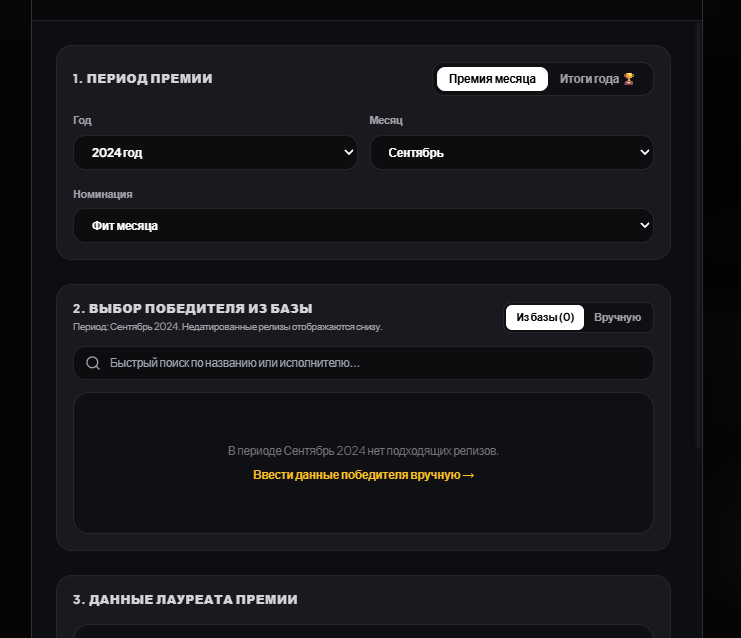 1. ПЕРИОД ПРЕМИИ
Премия месяца
Итоги года 🏆
Год
Месяц
2024 год
Сентябрь
Номинация
Фит месяца
2. ВЫБОР ПОБЕДИТЕЛЯ ИЗ БАЗЫ
Период: Сентябрь 2024. Недатированные релизы отображаются снизу.
Из базы (0)
Вручную
Быстрый поиск по названию или исполнителю...
В периоде Сентябрь 2024 нет подходящих релизов.
Ввести данные победителя вручную →
3. ДАННЫЕ ЛАУРЕАТА ПРЕМИИ